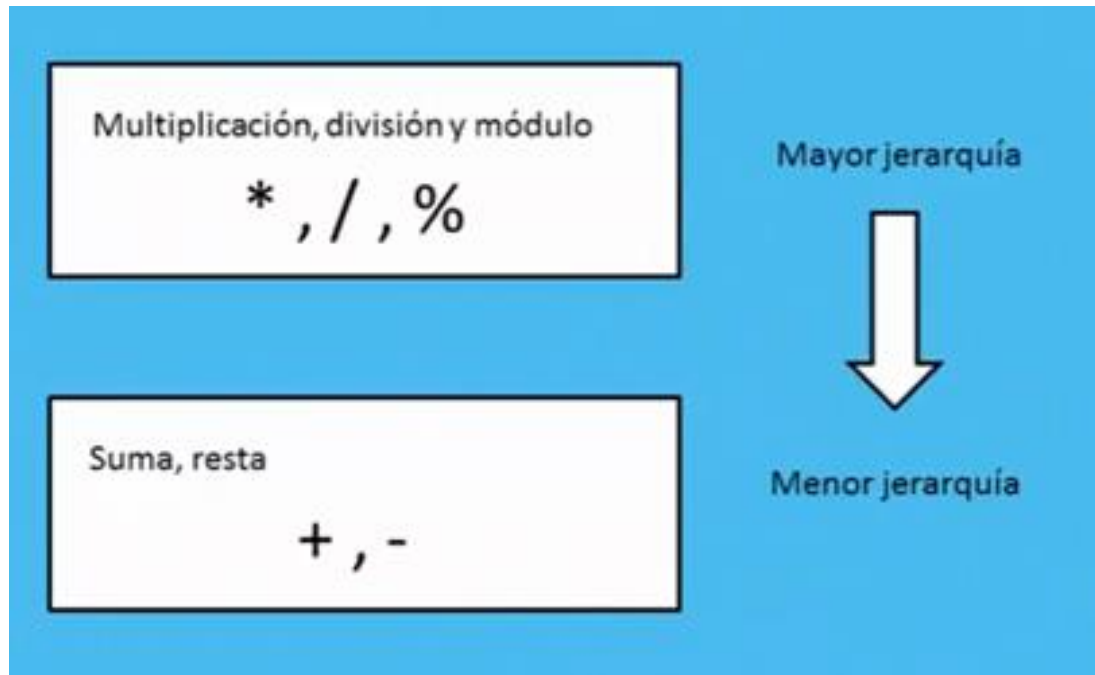 Multiplicación, división y módulo
* , / , %
Mayor jerarquía
Suma, resta
+ , -
Menor jerarquía